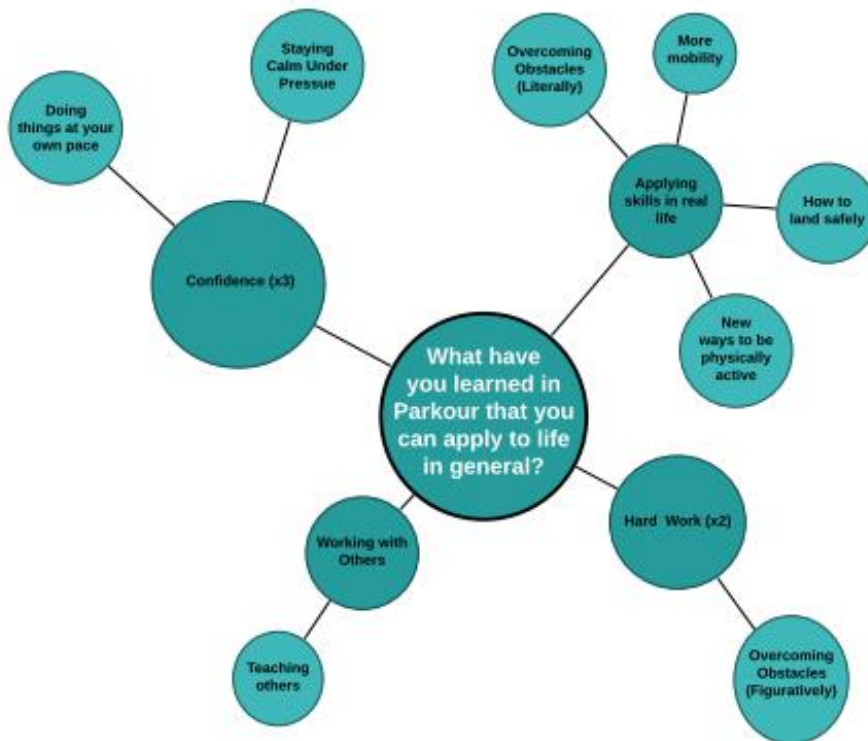 Staying
Calm Under
Pressue
Doing
things at your
own pace
Confidence (x3)
Overcoming
Obstacles
(Literally)
More
mobility
Applying
skills in real
life
How to
land safely
New
ways to be
physically
active
What have
you learned in
Parkour that you
can apply to life
in general?
Working with
Others
Teaching
others
Hard Work (x2)
Overcoming
Obstacles
(Figuratively)